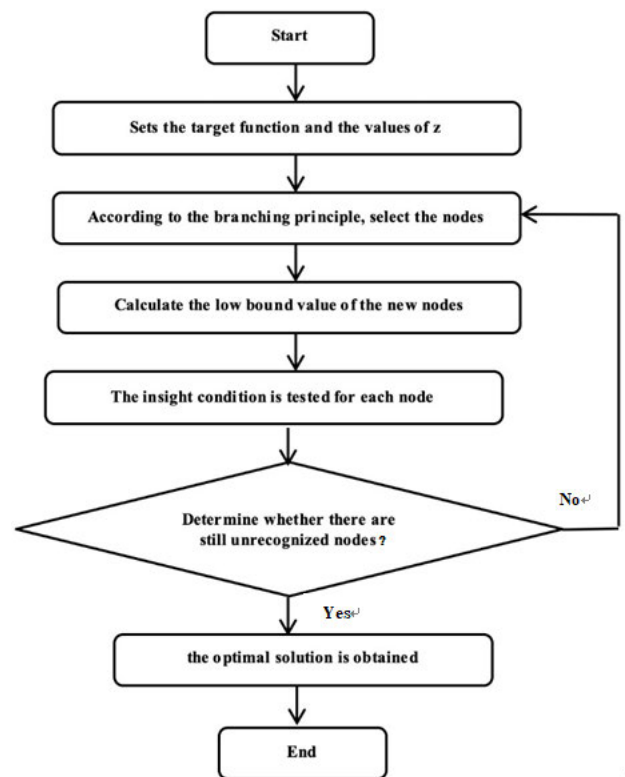 Start
Sets the target function and the values of z
According to the branching principle, select the nodes
Calculate the low bound value of the new nodes
The insight condition is tested for each node
Determine whether there are
still unrecognized nodes?
No↵
Yes↵
the optimal solution is obtained
End